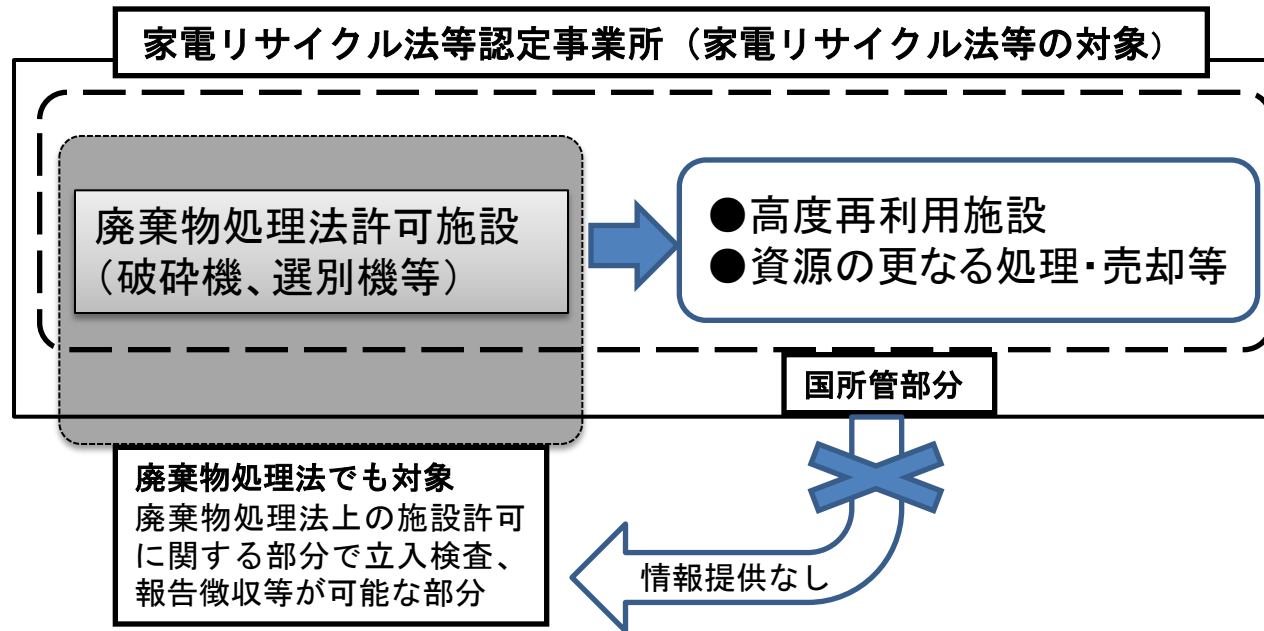 家電リサイクル法等認定事業所（家電リサイクル法等の対象）
廃棄物処理法許可施設
（破砕機、選別機等）
●高度再利用施設
●資源の更なる処理・売却等
国所管部分
廃棄物処理法でも対象
廃棄物処理法上の施設許可
に関する部分で立入検査、
報告徴収等が可能な部分
情報提供なし